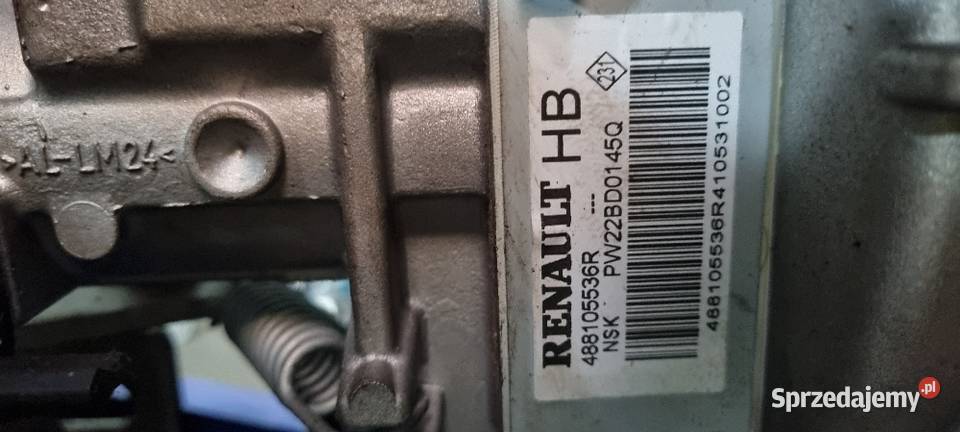 >AL-LM24<
RENAULT HB
231
488105536R ---
NSK PW22BD0145Q
488105536R410531002
Sprzedajemy.pl